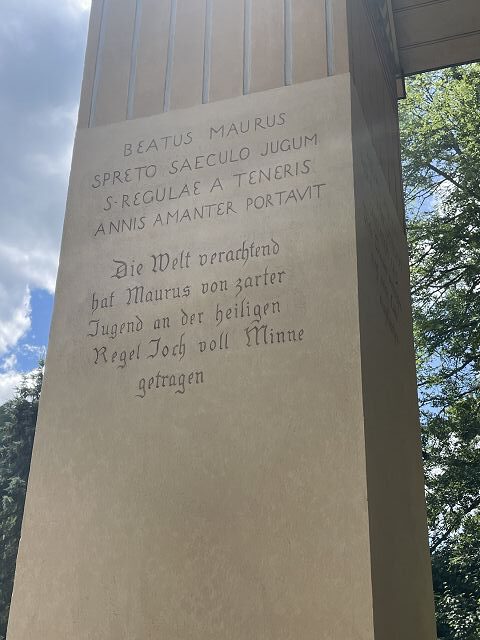 BEATUS MAURUS
SPRETO SAECULO JUGUM
S·REGULAE A TENERIS
ANNIS AMANTER PORTAVIT
Die Welt verachtend
hat Maurus von zarter
Jugend an der heiligen
Regel Joch voll Minne
getragen